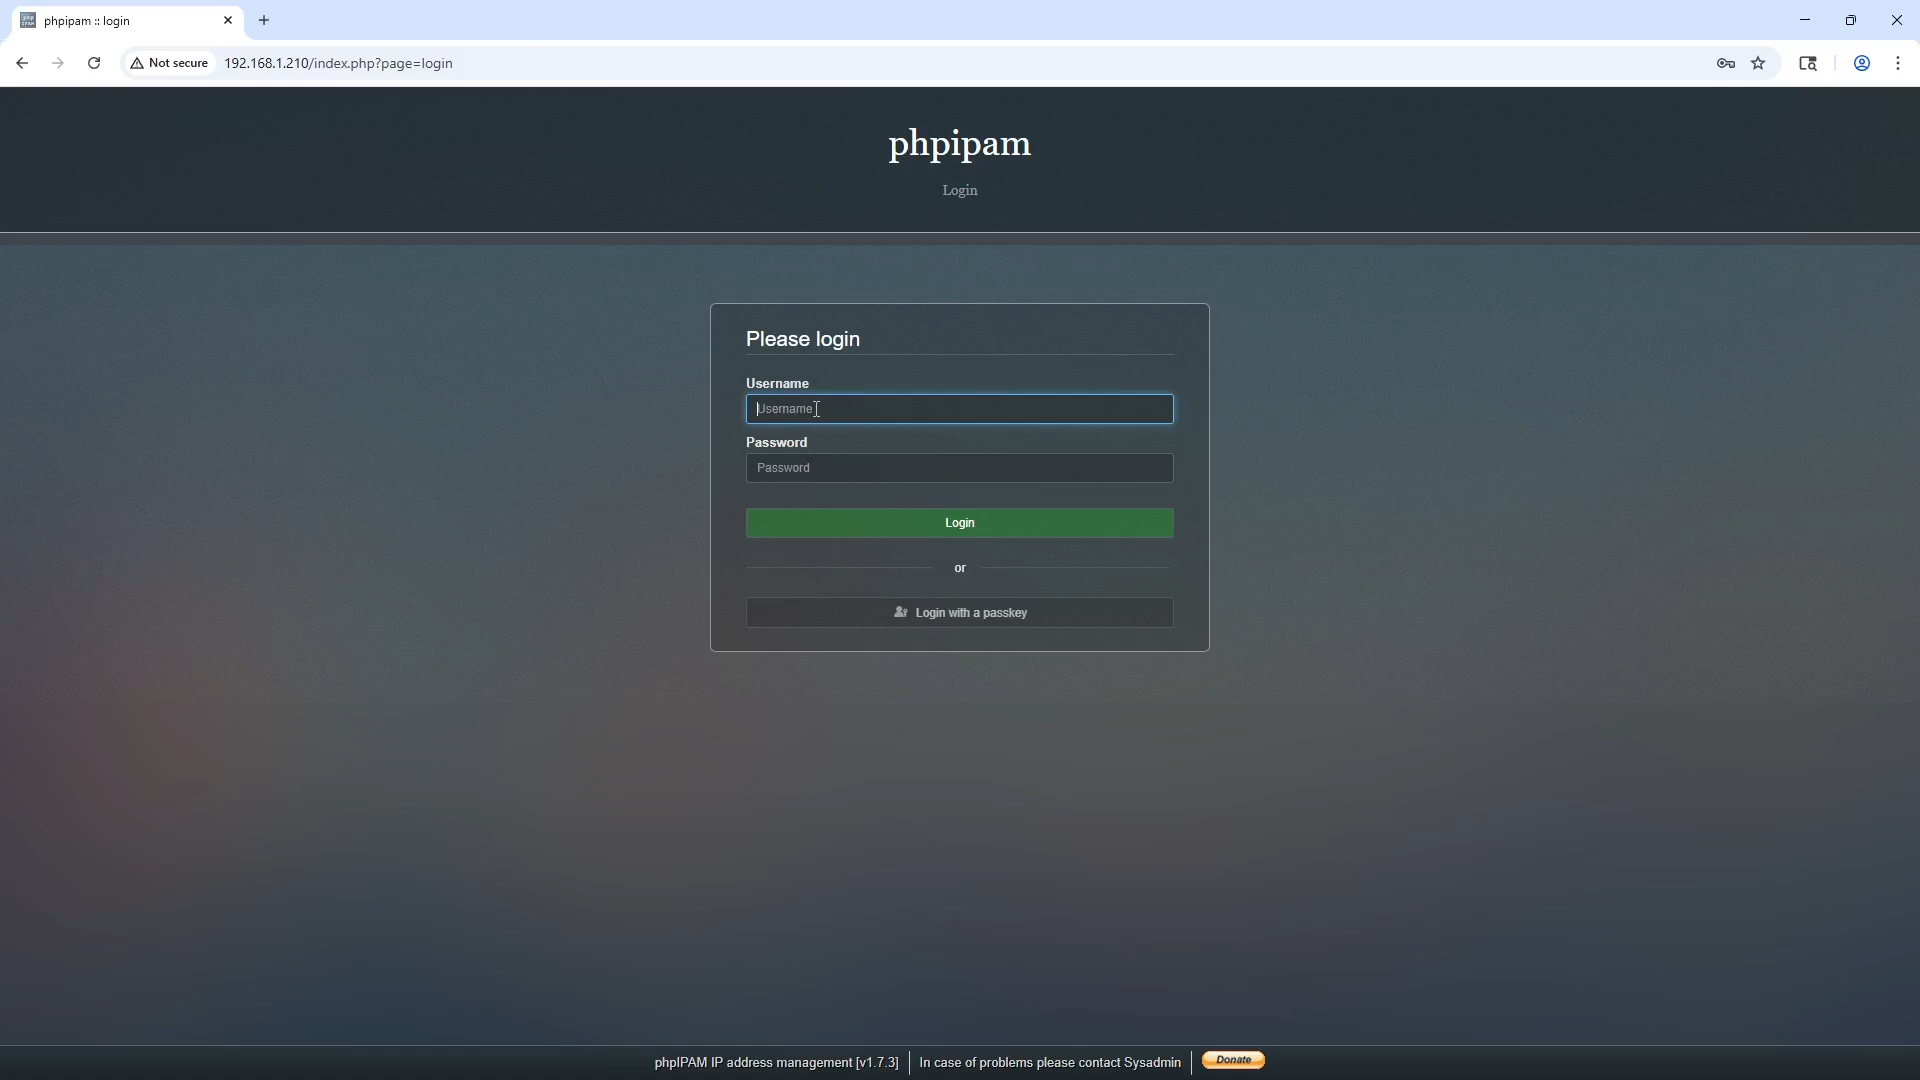 phpipam :: login
Not secure
192.168.1.210/index.php?page=login
phpipam
Login
Please login
Username
Username
Password
Password
Login
or
Login with a passkey
phpIPAM IP address management [v1.7.3]
In case of problems please contact Sysadmin
Donate